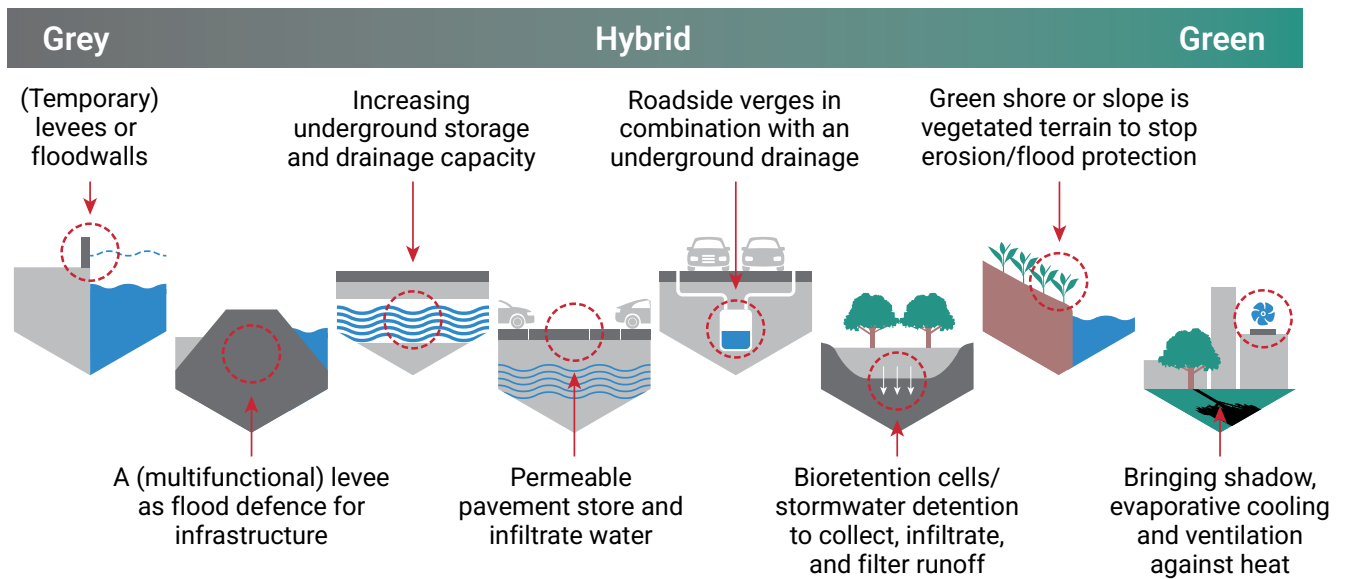 Grey
Hybrid
Green
(Temporary)
levees or
floodwalls
Increasing
underground storage
and drainage capacity
Roadside verges in
combination with an
underground drainage
Green shore or slope is
vegetated terrain to stop
erosion/flood protection
A (multifunctional) levee
as flood defence for
infrastructure
Permeable
pavement store and
infiltrate water
Bioretention cells/
stormwater detention
to collect, infiltrate,
and filter runoff
Bringing shadow,
evaporative cooling
and ventilation
against heat